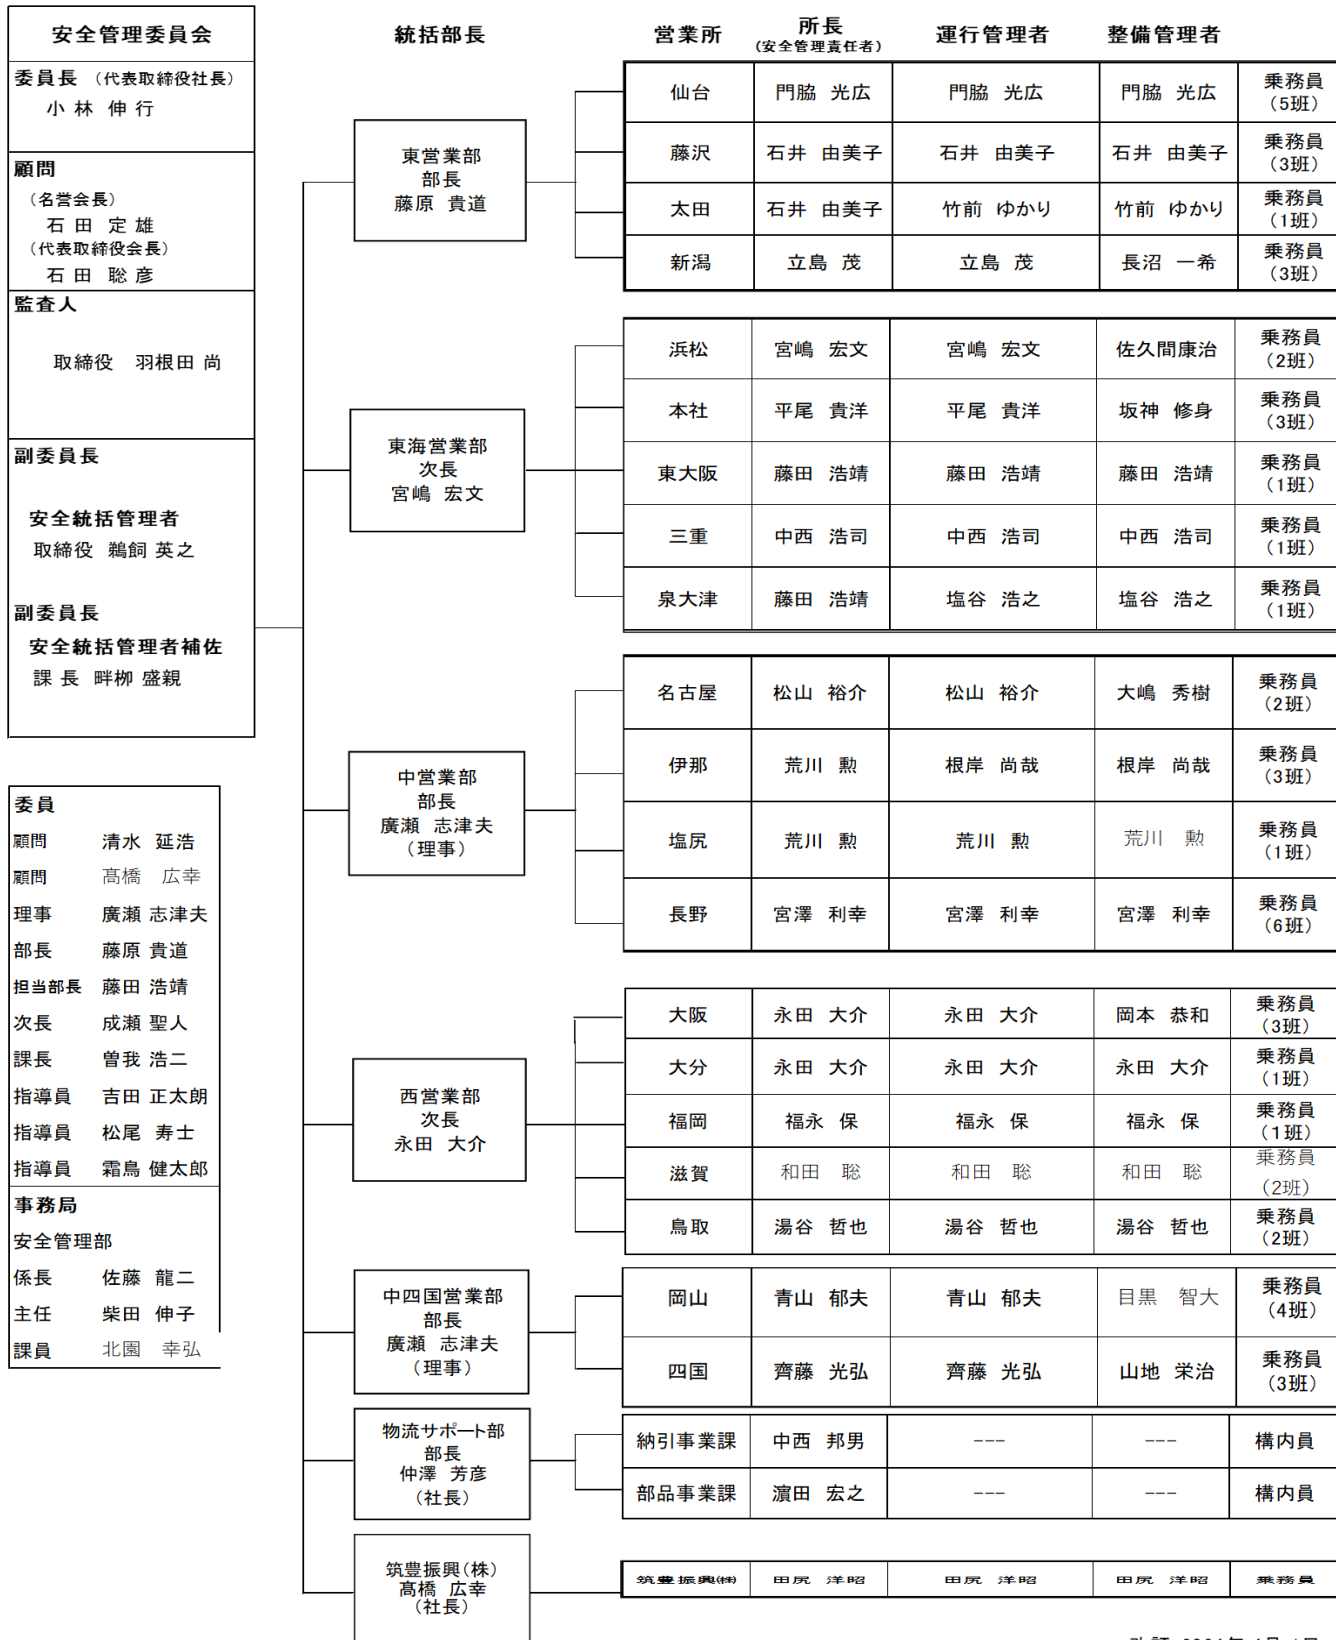 安全管理委員会
委員長 (代表取締役社長)
小林 伸行
顧問
(名誉会長)
石田 定雄
(代表取締役会長)
石田 聡彦
監査人
取締役 羽根田 尚
副委員長
安全統括管理者
取締役 鵜飼 英之
副委員長
安全統括管理者補佐
課長 畔栁 盛親
委員
顧問 清水 延浩
顧問 髙橋 広幸
理事 廣瀬 志津夫
部長 藤原 貴道
担当部長 藤田 浩靖
次長 成瀬 聖人
課長 曽我 浩二
指導員 吉田 正太朗
指導員 松尾 寿士
指導員 霜鳥 健太郎
事務局
安全管理部
係長 佐藤 龍二
主任 柴田 伸子
課員 北園 幸弘
統括部長 営業所 所長 運行管理者 整備管理者
(安全管理責任者)
東営業部
部長
藤原 貴道
仙台 門脇 光広 門脇 光広 門脇 光広 乗務員
(5班)
藤沢 石井 由美子 石井 由美子 石井 由美子 乗務員
(3班)
太田 石井 由美子 竹前 ゆかり 竹前 ゆかり 乗務員
(1班)
新潟 立島 茂 立島 茂 長沼 一希 乗務員
(3班)
東海営業部
次長
宮嶋 宏文
浜松 宮嶋 宏文 宮嶋 宏文 佐久間康治 乗務員
(2班)
本社 平尾 貴洋 平尾 貴洋 坂神 修身 乗務員
(3班)
東大阪 藤田 浩靖 藤田 浩靖 藤田 浩靖 乗務員
(1班)
三重 中西 浩司 中西 浩司 中西 浩司 乗務員
(1班)
泉大津 藤田 浩靖 塩谷 浩之 塩谷 浩之 乗務員
(1班)
中営業部
部長
廣瀬 志津夫
(理事)
名古屋 松山 裕介 松山 裕介 大嶋 秀樹 乗務員
(2班)
伊那 荒川 勲 根岸 尚哉 根岸 尚哉 乗務員
(3班)
塩尻 荒川 勲 荒川 勲 荒川 勲 乗務員
(1班)
長野 宮澤 利幸 宮澤 利幸 宮澤 利幸 乗務員
(6班)
西営業部
次長
永田 大介
大阪 永田 大介 永田 大介 岡本 恭和 乗務員
(3班)
大分 永田 大介 永田 大介 永田 大介 乗務員
(1班)
福岡 福永 保 福永 保 福永 保 乗務員
(1班)
滋賀 和田 聡 和田 聡 和田 聡 乗務員
(2班)
鳥取 湯谷 哲也 湯谷 哲也 湯谷 哲也 乗務員
(2班)
中四国営業部
部長
廣瀬 志津夫
(理事)
岡山 青山 郁夫 青山 郁夫 目黒 智大 乗務員
(4班)
四国 齊藤 光弘 齊藤 光弘 山地 栄治 乗務員
(3班)
物流サポート部
部長
仲澤 芳彦
(社長)
納引事業課 中西 邦男 --- --- 構内員
部品事業課 濵田 宏之 --- --- 構内員
筑豊振興(株)
髙橋 広幸
(社長)
筑豊振興(株) 田尻 洋昭 田尻 洋昭 田尻 洋昭 乗務員